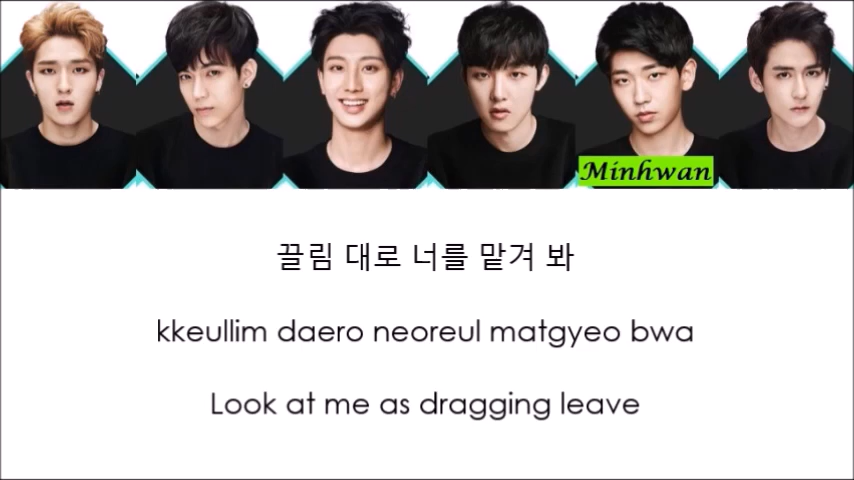 Minhwan
끌림 대로 너를 맡겨 봐
kkeullim daero neoreul matgyeo bwa
Look at me as dragging leave